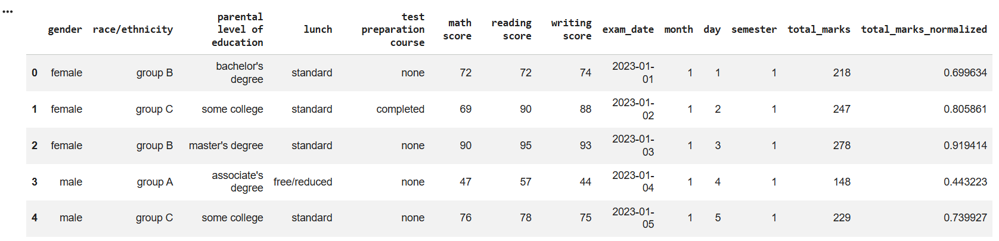 ...
gender race/ethnicity parental level of education lunch test preparation course math score reading score writing score exam_date month day semester total_marks total_marks_normalized
0 female group B bachelor's degree standard none 72 72 74 2023-01-01 1 1 1 218 0.699634
1 female group C some college standard completed 69 90 88 2023-01-02 1 2 1 247 0.805861
2 female group B master's degree standard none 90 95 93 2023-01-03 1 3 1 278 0.919414
3 male group A associate's degree free/reduced none 47 57 44 2023-01-04 1 4 1 148 0.443223
4 male group C some college standard none 76 78 75 2023-01-05 1 5 1 229 0.739927